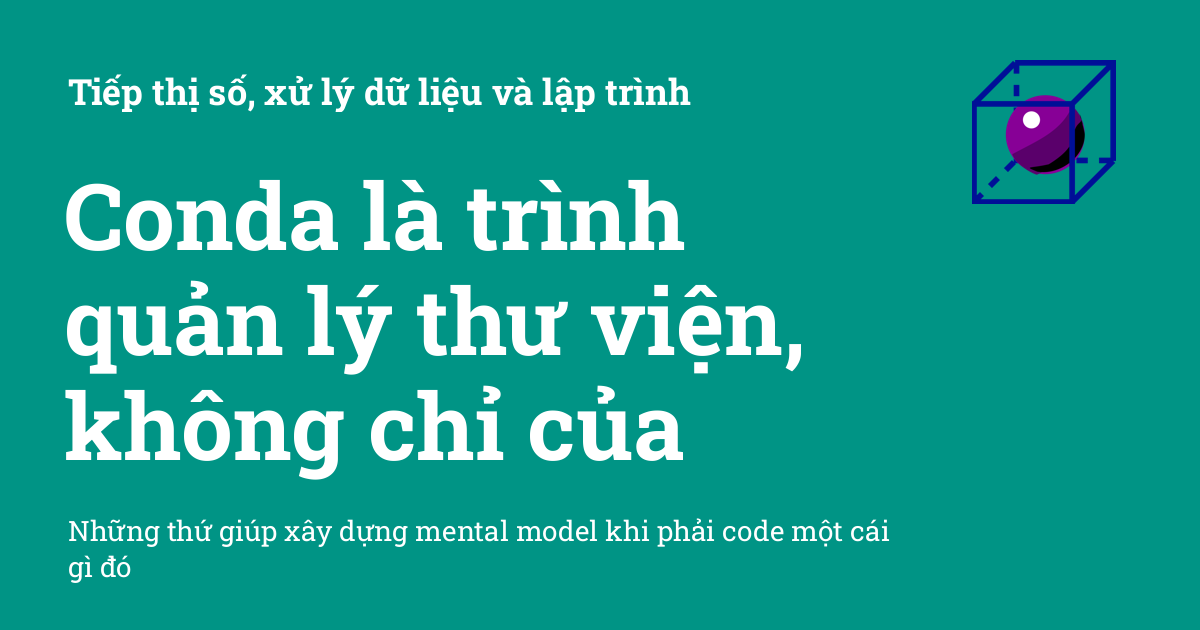 Tiếp thị số, xử lý dữ liệu và lập trình
Conda là trình
quản lý thư viện,
không chỉ của
Những thứ giúp xây dựng mental model khi phải code một cái
gì đó